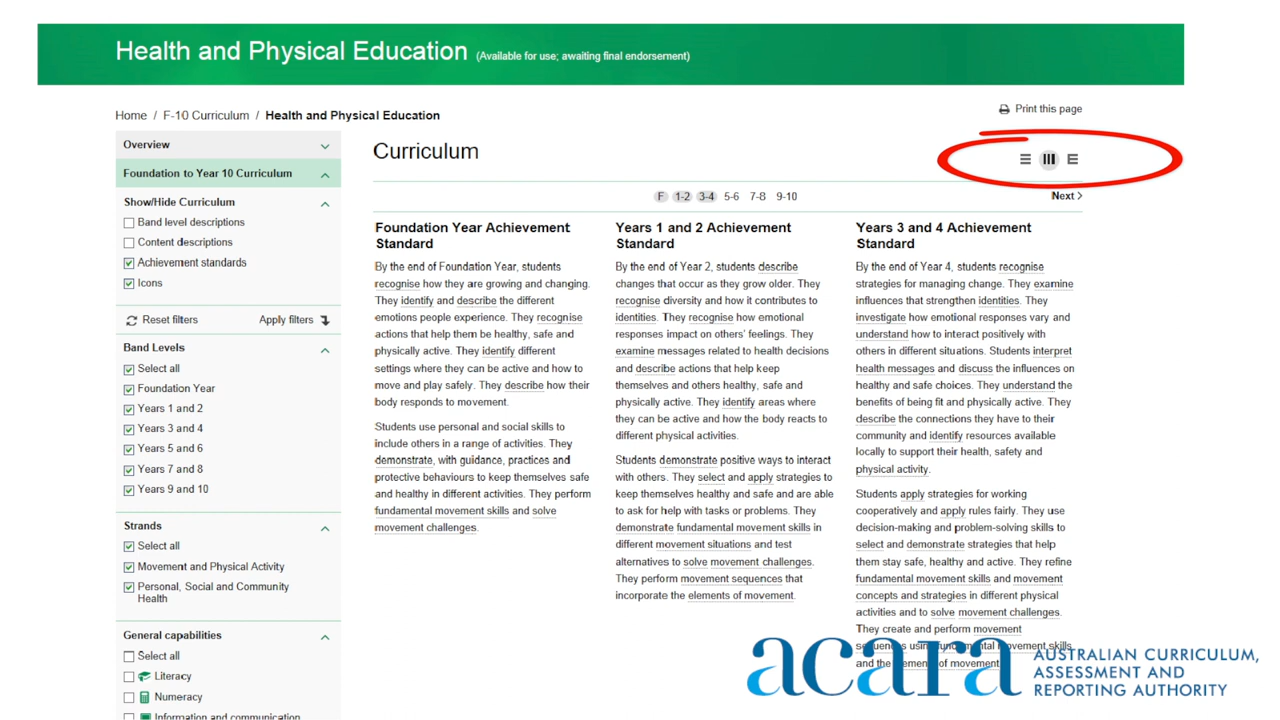 Health and Physical Education (Available for use; awaiting final endorsement)
Print this page
Home / F-10 Curriculum / Health and Physical Education
Overview
Foundation to Year 10 Curriculum
Show/Hide Curriculum
Band level descriptions
Content descriptions
Achievement standards
Icons
Reset filters Apply filters
Band Levels
Select all
Foundation Year
Years 1 and 2
Years 3 and 4
Years 5 and 6
Years 7 and 8
Years 9 and 10
Strands
Select all
Movement and Physical Activity
Personal, Social and Community
Health
General capabilities
Select all
Literacy
Numeracy
Information and communication
Curriculum
F 1-2 3-4 5-6 7-8 9-10
Next >
Foundation Year Achievement
Standard
By the end of Foundation Year, students
recognise how they are growing and changing.
They identify and describe the different
emotions people experience. They recognise
actions that help them be healthy, safe and
physically active. They identify different
settings where they can be active and how to
move and play safely. They describe how their
body responds to movement.
Students use personal and social skills to
include others in a range of activities. They
demonstrate, with guidance, practices and
protective behaviours to keep themselves safe
and healthy in different activities. They perform
fundamental movement skills and solve
movement challenges.
Years 1 and 2 Achievement
Standard
By the end of Year 2, students describe
changes that occur as they grow older. They
recognise diversity and how it contributes to
identities. They recognise how emotional
responses impact on others' feelings. They
examine messages related to health decisions
and describe actions that help keep
themselves and others healthy, safe and
physically active. They identify areas where
they can be active and how the body reacts to
different physical activities.
Students demonstrate positive ways to interact
with others. They select and apply strategies to
keep themselves healthy and safe and are able
to ask for help with tasks or problems. They
demonstrate fundamental movement skills in
different movement situations and test
alternatives to solve movement challenges.
They perform movement sequences that
incorporate the elements of movement.
Years 3 and 4 Achievement
Standard
By the end of Year 4, students recognise
strategies for managing change. They examine
influences that strengthen identities. They
investigate how emotional responses vary and
understand how to interact positively with
others in different situations. Students interpret
health messages and discuss the influences on
healthy and safe choices. They understand the
benefits of being fit and physically active. They
describe the connections they have to their
community and identify resources available
locally to support their health, safety and
physical activity.
Students apply strategies for working
cooperatively and apply rules fairly. They use
decision-making and problem-solving skills to
select and demonstrate strategies that help
them stay safe, healthy and active. They refine
fundamental movement skills and movement
concepts and strategies in different physical
activities and to solve movement challenges.
They create and perform movement
sequences using fundamental movement skills
and the elements of movement.
acara
AUSTRALIAN CURRICULUM,
ASSESSMENT AND
REPORTING AUTHORITY